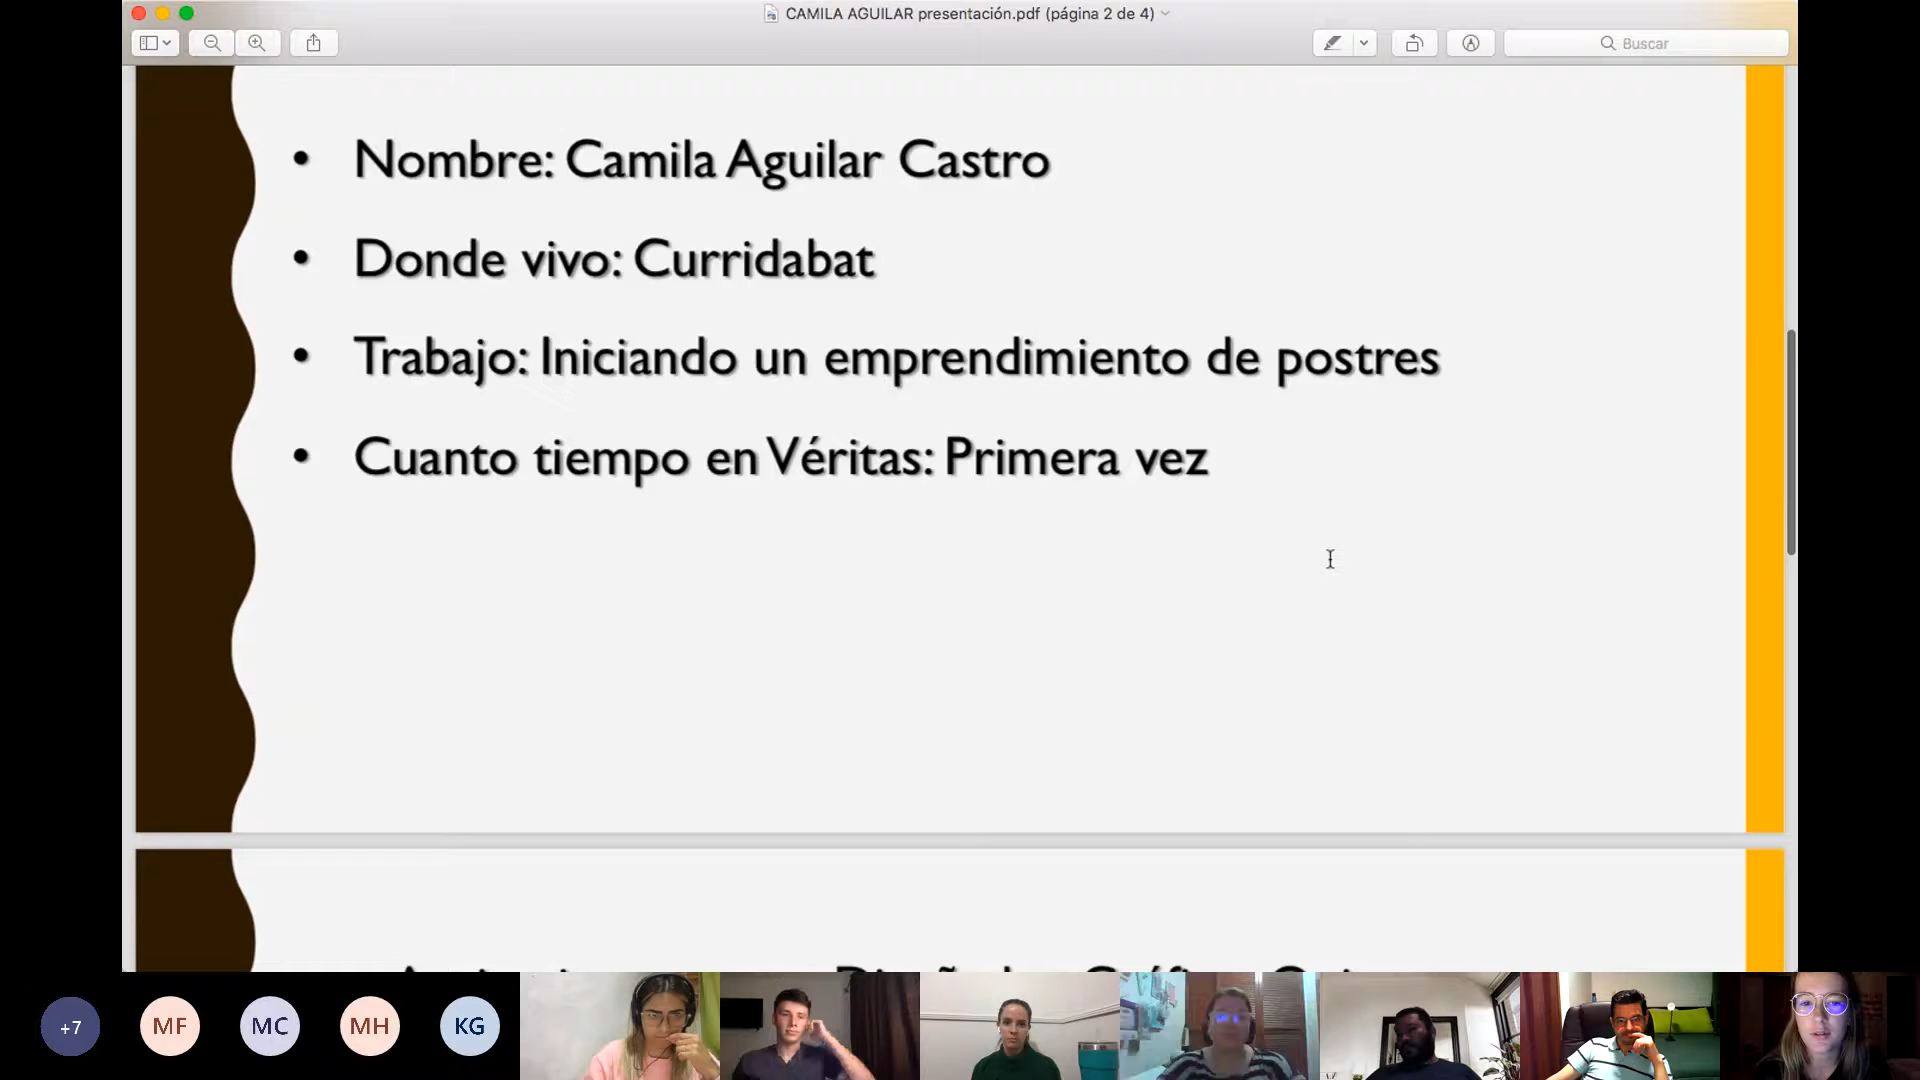 CAMILA AGUILAR presentación.pdf (página 2 de 4)
Buscar
• Nombre: Camila Aguilar Castro
• Donde vivo: Curridabat
• Trabajo: Iniciando un emprendimiento de postres
• Cuanto tiempo en Véritas: Primera vez
+7
MF
MC
MH
KG